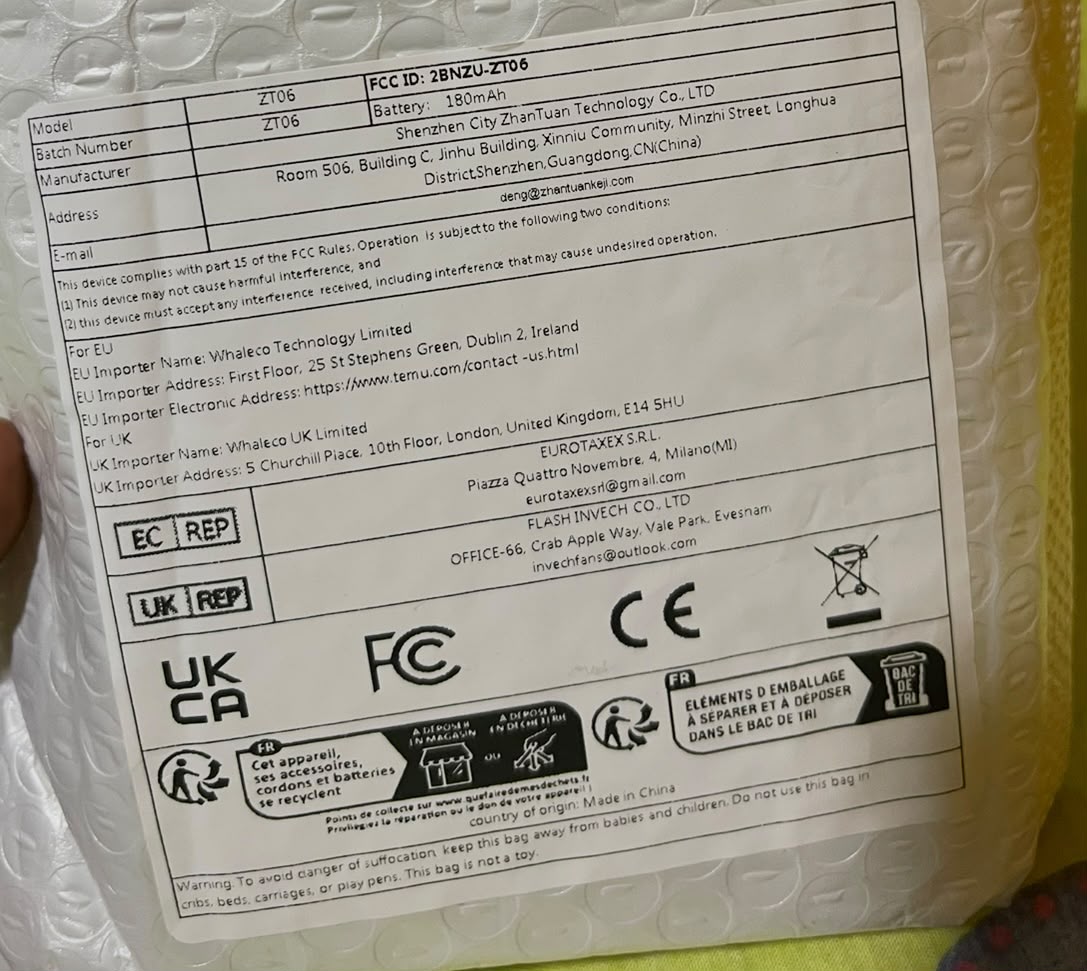 Model ZT06 FCC ID: 2BNZU-ZT06
Batch Number ZT06 Battery: 180mAh
Manufacturer Shenzhen City ZhanTuan Technology Co., LTD
Address Room 506, Building C, Jinhu Building, Xinniu Community, Minzhi Street, Longhua
District,Shenzhen,Guangdong,CN(China)
E-mail deng@zhantuankeji.com
This device complies with part 15 of the FCC Rules. Operation is subject to the following two conditions:
(1) This device may not cause harmful interference, and
(2) this device must accept any interference received, including interference that may cause undesired operation.
For EU
EU Importer Name: Whaleco Technology Limited
EU Importer Address: First Floor, 25 St Stephens Green, Dublin 2, Ireland
EU Importer Electronic Address: https://www.temu.com/contact-us.html
For UK
UK Importer Name: Whaleco UK Limited
UK Importer Address: 5 Churchill Place, 10th Floor, London, United Kingdom, E14 5HU
EC REP EUROTAXEX S.R.L.
Piazza Quattro Novembre, 4, Milano(MI)
eurotaxexsrl@gmail.com
UK REP FLASH INVECH CO., LTD
OFFICE-66, Crab Apple Way, Vale Park, Evesham
invechfans@outlook.com
UK
CA
FC
CE
FR
Cet appareil,
ses accessoires,
cordons et batteries
se recyclent
A DÉPOSER
EN MAGASIN
OU
A DÉPOSER
EN DÉCHÈTERIE
Points de collecte sur www.quefairedemesdechets.fr
Privilégiez la réparation ou le don de votre appareil !
FR
ELÉMENTS D EMBALLAGE
À SÉPARER ET À DÉPOSER
DANS LE BAC DE TRI
BAC
DE
TRI
country of origin: Made in China
Warning: To avoid danger of suffocation, keep this bag away from babies and children. Do not use this bag in
cribs, beds, carriages, or play pens. This bag is not a toy.